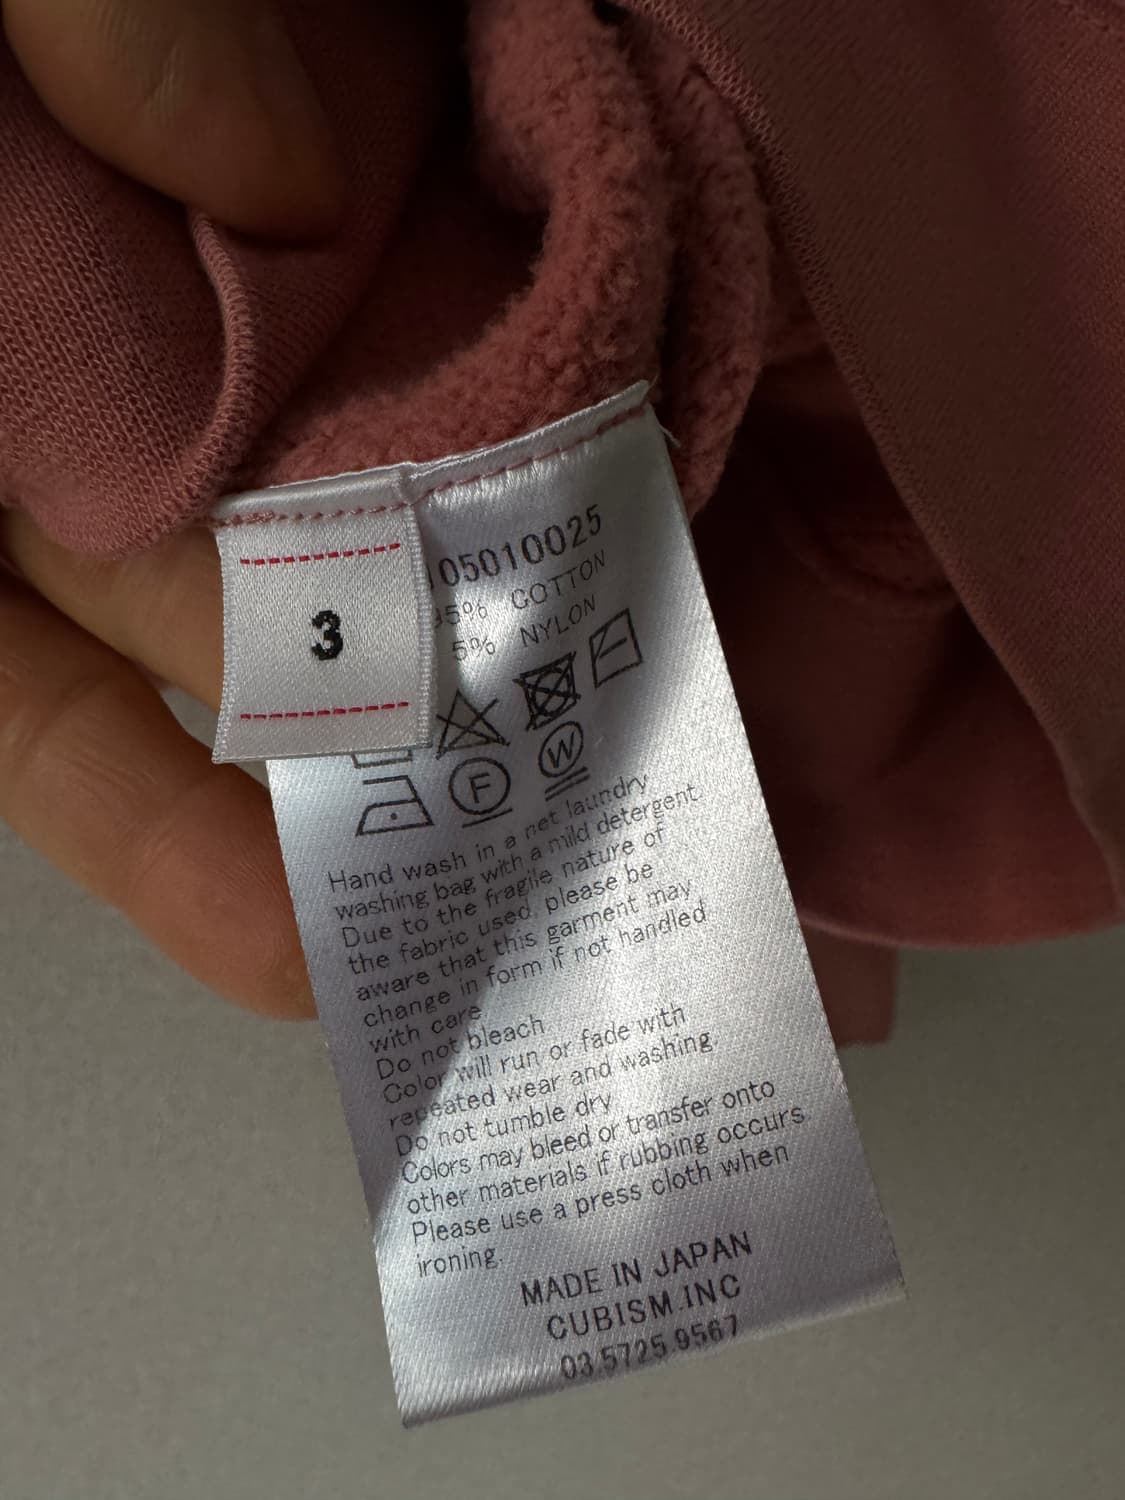 3
05010025
5% COTTON
5% NYLON
F
W
Hand wash in a net laundry
washing bag with a mild detergent.
Due to the fragile nature of
the fabric used, please be
aware that this garment may
change in form if not handled
with care
Do not bleach
Color will run or fade with
repeated wear and washing.
Do not tumble dry
Colors may bleed or transfer onto
other materials if rubbing occurs.
Please use a press cloth when
ironing.
MADE IN JAPAN
CUBISM.INC
03.5725.9567